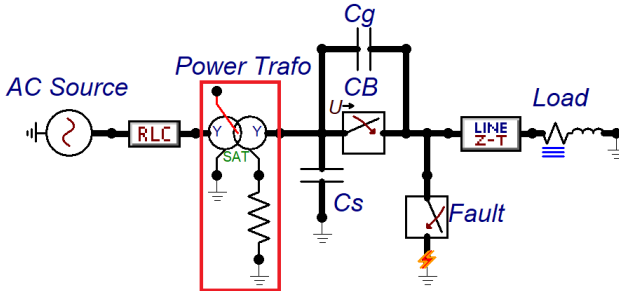 Cg
Power Trafo
CB
AC Source
U
Load
RLC
Y
Y
LINE
Z-T
SAT
Cs
Fault